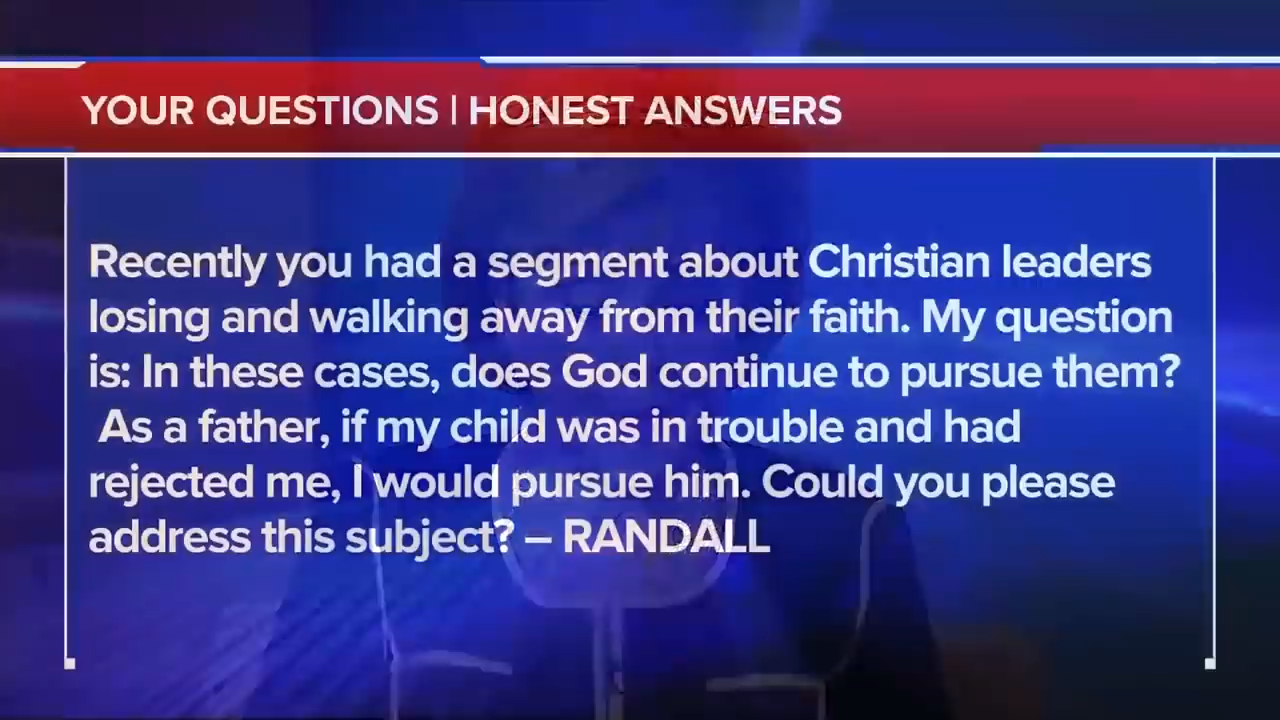 YOUR QUESTIONS | HONEST ANSWERS
Recently you had a segment about Christian leaders
losing and walking away from their faith. My question
is: In these cases, does God continue to pursue them?
As a father, if my child was in trouble and had
rejected me, I would pursue him. Could you please
address this subject? – RANDALL